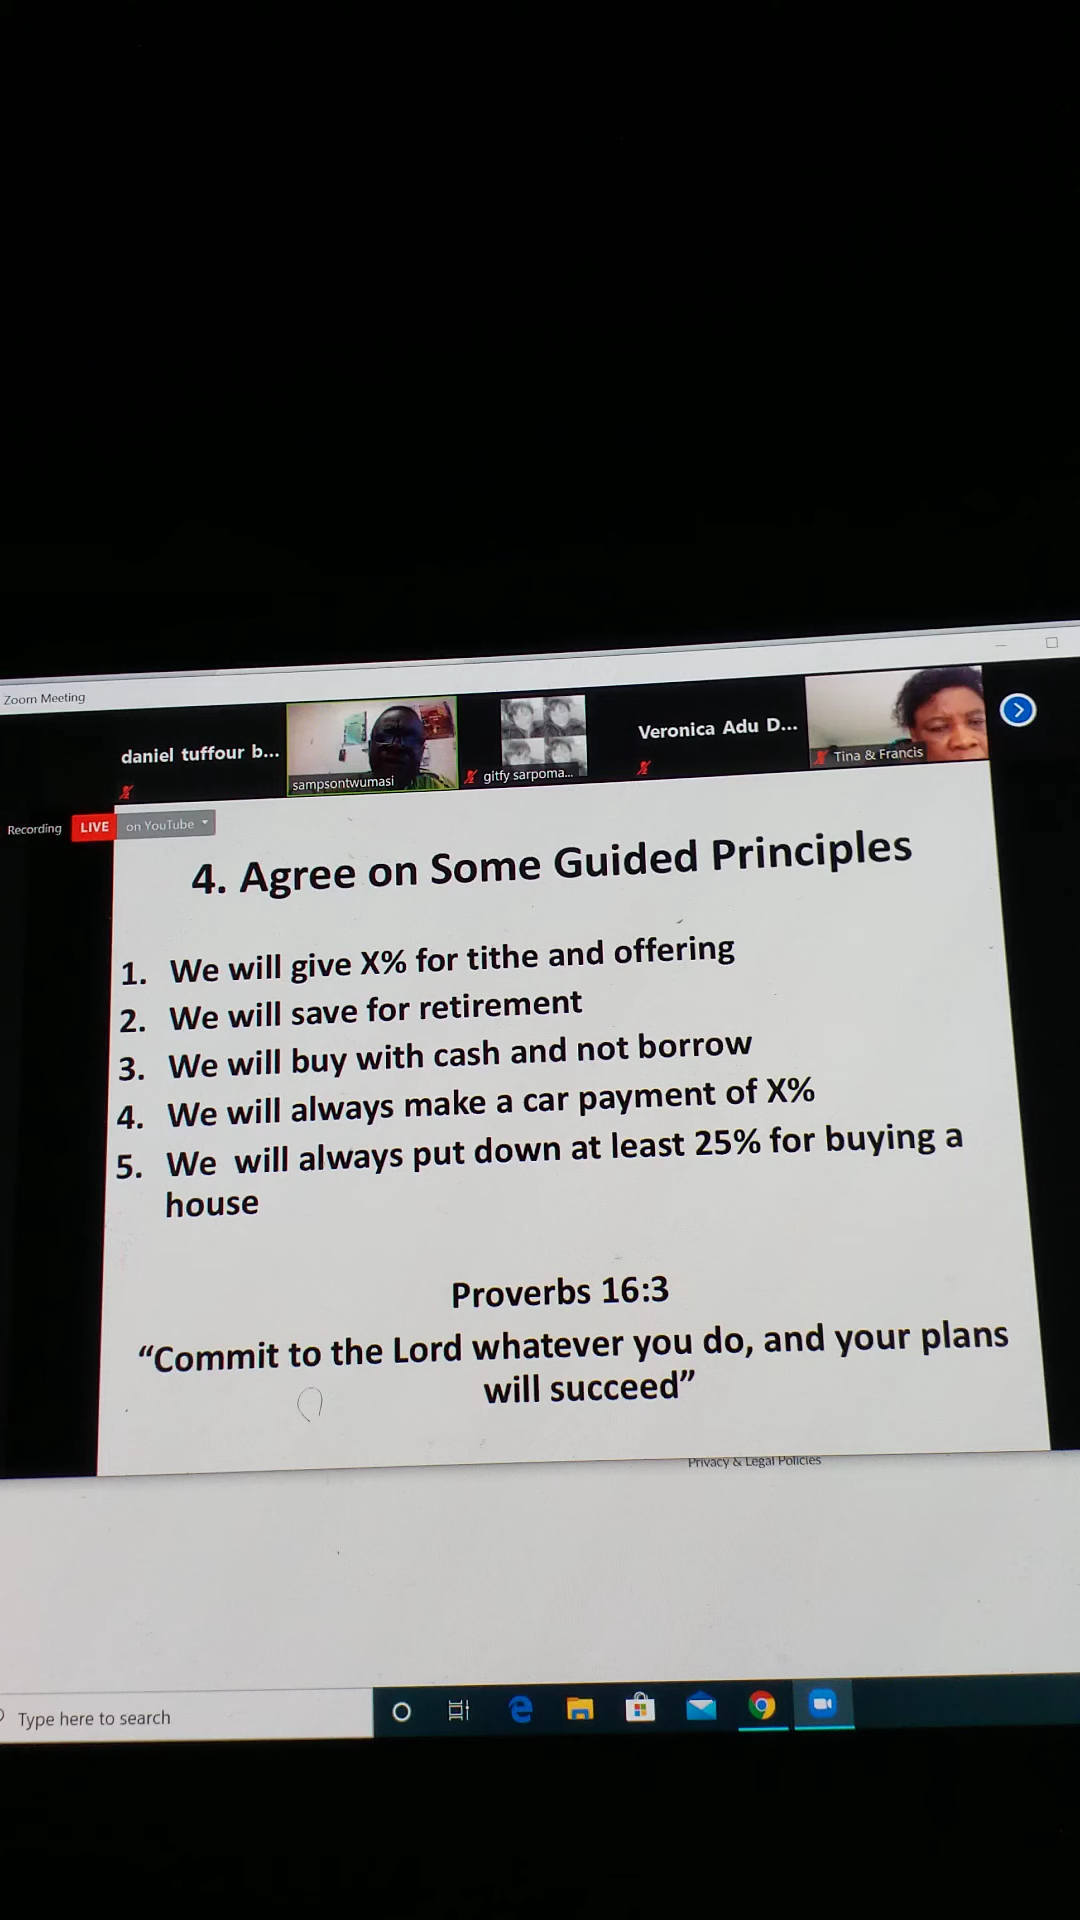 Zoom Meeting
daniel tuffour b...
sampsontwumasi
gitfy sarpoma...
Veronica Adu D...
Tina & Francis
Recording
LIVE
on YouTube
4. Agree on Some Guided Principles
1. We will give X% for tithe and offering
2. We will save for retirement
3. We will buy with cash and not borrow
4. We will always make a car payment of X%
5. We will always put down at least 25% for buying a
house
Proverbs 16:3
“Commit to the Lord whatever you do, and your plans
will succeed”
Privacy & Legal Policies
Type here to search